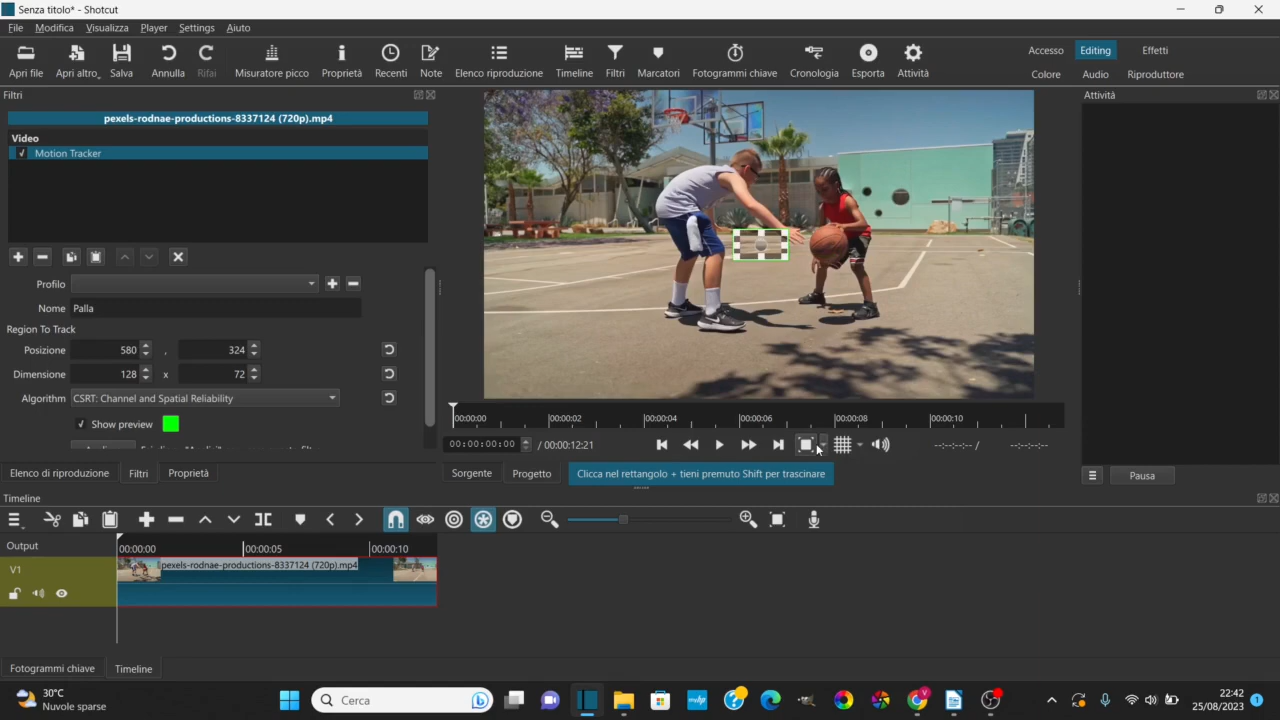 Senza titolo* - Shotcut
File Modifica Visualizza Player Settings Aiuto
Apri file Apri altro Salva Annulla Rifai Misuratore picco Proprietà Recenti Note Elenco riproduzione Timeline Filtri Marcatori Fotogrammi chiave Cronologia Esporta Attività
Accesso Editing Effetti
Colore Audio Riproduttore
Filtri
Attività
pexels-rodnae-productions-8337124 (720p).mp4
Video
Motion Tracker
Profilo
Nome Palla
Region To Track
Posizione 580 , 324
Dimensione 128 x 72
Algorithm CSRT: Channel and Spatial Reliability
Show preview
00:00:00 00:00:02 00:00:04 00:00:06 00:00:08 00:00:10
00:00:00:00 / 00:00:12:21 --:--:--:-- / --:--:--:--
Elenco di riproduzione Filtri Proprietà
Sorgente Progetto Clicca nel rettangolo + tieni premuto Shift per trascinare
Pausa
Timeline
Output 00:00:00 00:00:05 00:00:10
V1 pexels-rodnae-productions-8337124 (720p).mp4
Fotogrammi chiave Timeline
30°C
Nuvole sparse
Cerca
22:42
25/08/2023